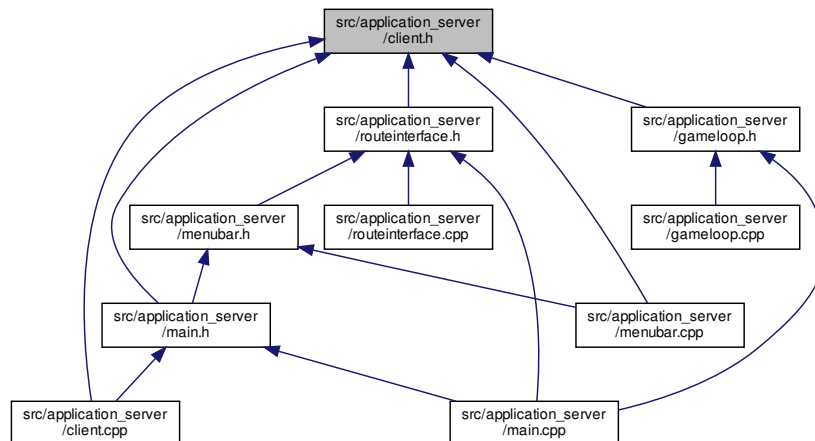 src/application_server
/client.h
src/application_server
/routeinterface.h
src/application_server
/gameloop.h
src/application_server
/menubar.h
src/application_server
/routeinterface.cpp
src/application_server
/gameloop.cpp
src/application_server
/main.h
src/application_server
/menubar.cpp
src/application_server
/client.cpp
src/application_server
/main.cpp